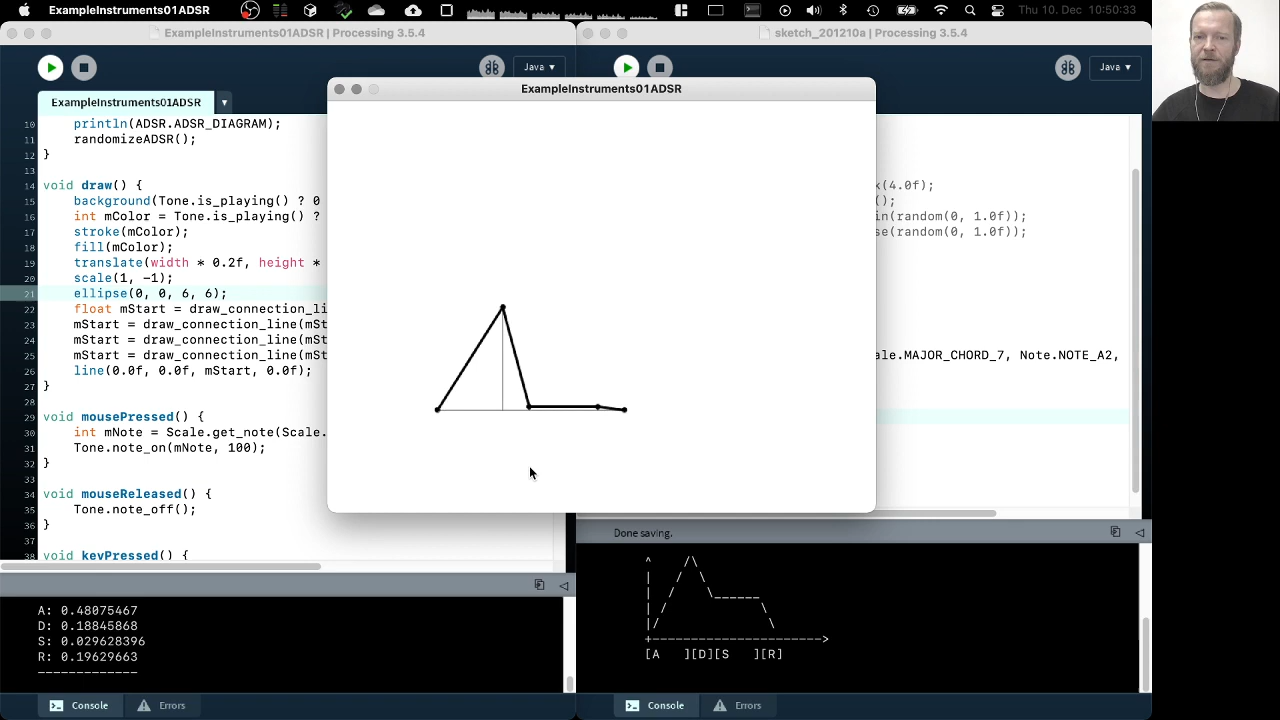 ExampleInstruments01ADSR
Thu 10. Dec 10:50:33
ExampleInstruments01ADSR | Processing 3.5.4
sketch_201210a | Processing 3.5.4
Java ▾
Java ▾
ExampleInstruments01ADSR ▾
ExampleInstruments01ADSR
10 println(ADSR.ADSR_DIAGRAM);
11 randomizeADSR();
12 }
13
14 void draw() {
15 background(Tone.is_playing() ? 0
16 int mColor = Tone.is_playing() ?
17 stroke(mColor);
18 fill(mColor);
19 translate(width * 0.2f, height *
20 scale(1, -1);
21 ellipse(0, 0, 6, 6);
22 float mStart = draw_connection_li
23 mStart = draw_connection_line(mSt
24 mStart = draw_connection_line(mSt
25 mStart = draw_connection_line(mSt
26 line(0.0f, 0.0f, mStart, 0.0f);
27 }
28
29 void mousePressed() {
30 int mNote = Scale.get_note(Scale.
31 Tone.note_on(mNote, 100);
32 }
33
34 void mouseReleased() {
35 Tone.note_off();
36 }
37
38 void keyPressed() {
k(4.0f);
();
in(random(0, 1.0f));
se(random(0, 1.0f));
ale.MAJOR_CHORD_7, Note.NOTE_A2,
Done saving.
A: 0.48075467
D: 0.18845868
S: 0.029628396
R: 0.19629663
-------------
^     /\
|    /  \
|   /    \______
|  /            \
| /              \
+----------------------->
[A   ][D][S   ][R]
Console
Errors
Console
Errors